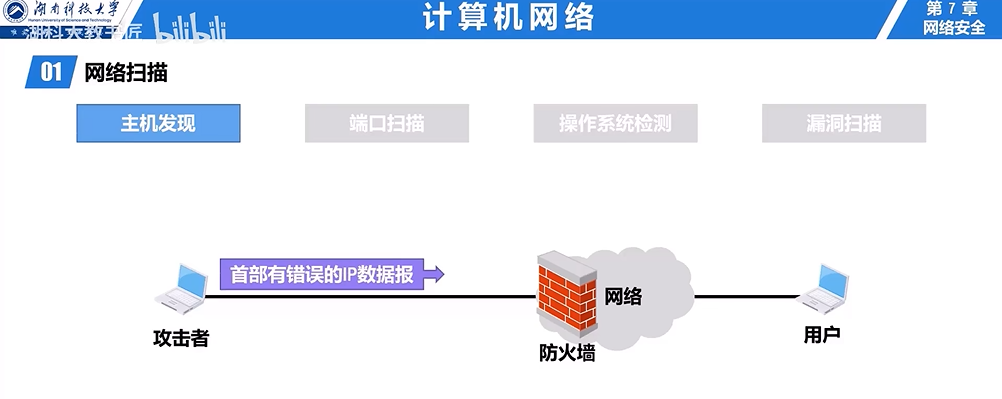 湖南科技大学
Hunan University of Science and Technology
湖科大教书匠 bilibili
计算机网络
第 7 章
网络安全
01 网络扫描
主机发现 端口扫描 操作系统检测 漏洞扫描
首部有错误的IP数据报
网络
攻击者
防火墙
用户